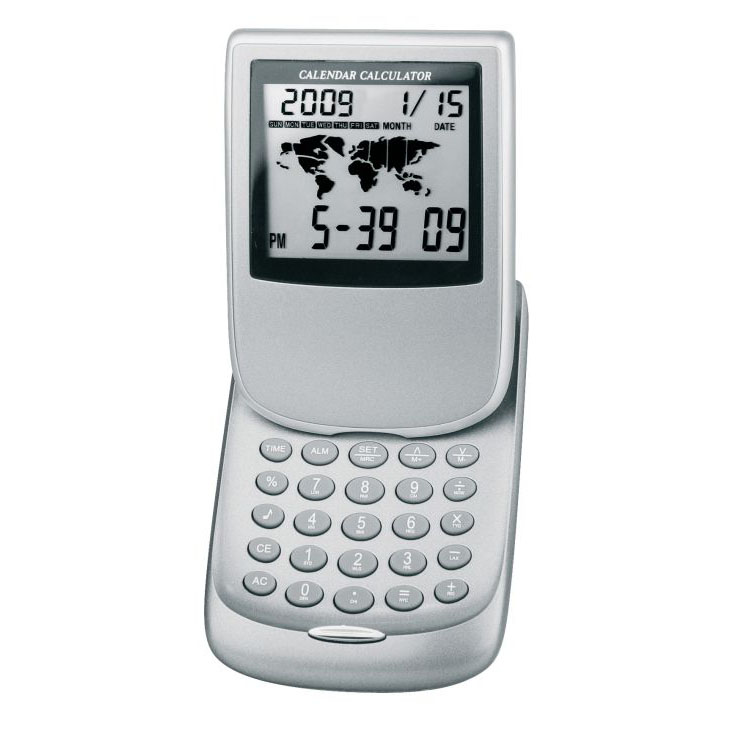 CALENDAR CALCULATOR
2009 1/15
SUN MON TUE WED THU FRI SAT MONTH DATE
PM 5-39 09
TIME ALM SET MRC Λ M+ V M-
% 7 8 9 ÷
♪ 4 5 6 X
CE 1 2 3 −
AC 0 · = +